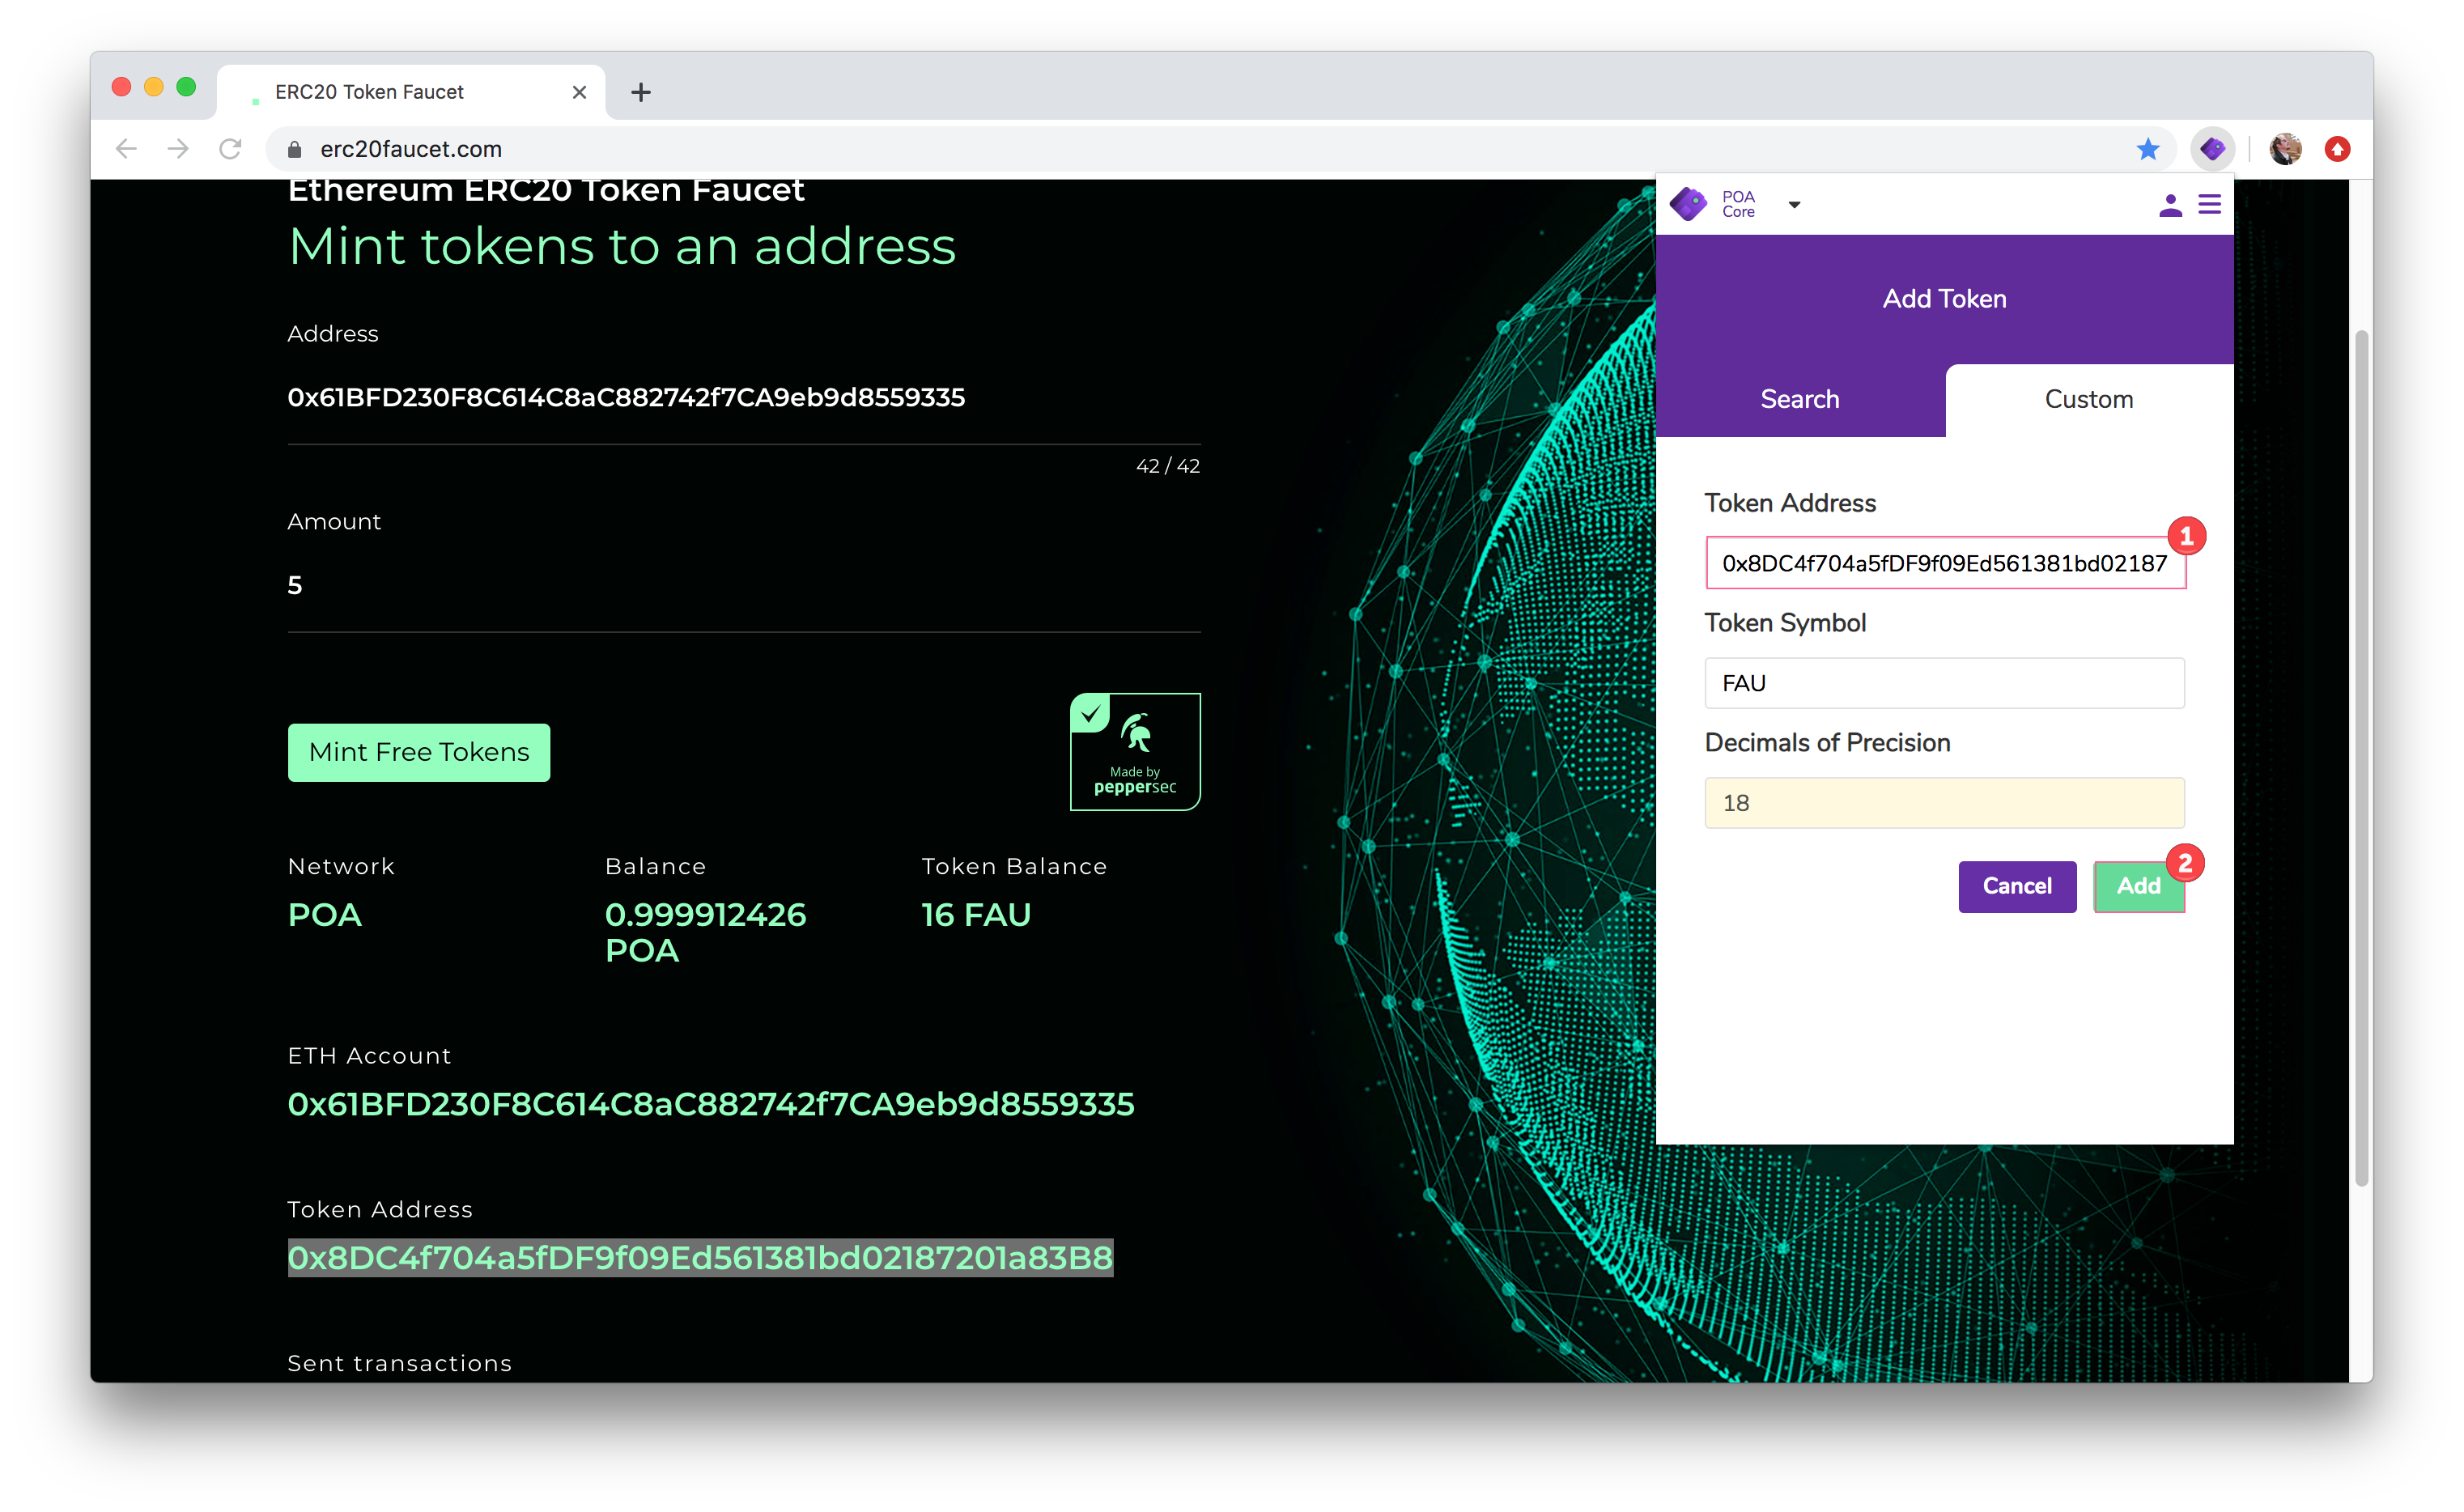 ERC20 Token Faucet
erc20faucet.com
Ethereum ERC20 Token Faucet
Mint tokens to an address
Address
0x61BFD230F8C614C8aC882742f7CA9eb9d8559335
42 / 42
Amount
5
Mint Free Tokens
Made by
peppersec
Network
POA
Balance
0.999912426
POA
Token Balance
16 FAU
ETH Account
0x61BFD230F8C614C8aC882742f7CA9eb9d8559335
Token Address
0x8DC4f704a5fDF9f09Ed561381bd02187201a83B8
Sent transactions
POA
Core
Add Token
Search
Custom
Token Address
0x8DC4f704a5fDF9f09Ed561381bd02187
1
Token Symbol
FAU
Decimals of Precision
18
Cancel
Add
2